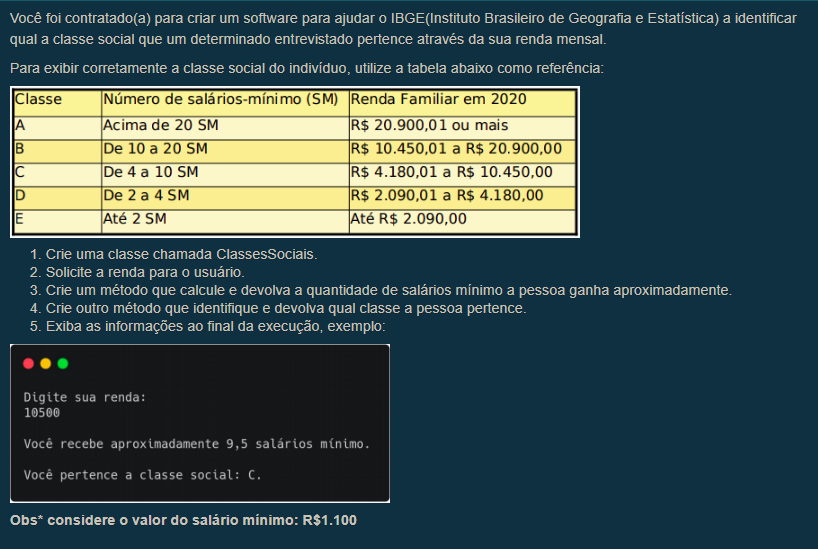 Você foi contratado(a) para criar um software para ajudar o IBGE(Instituto Brasileiro de Geografia e Estatística) a identificar
qual a classe social que um determinado entrevistado pertence através da sua renda mensal.
Para exibir corretamente a classe social do indivíduo, utilize a tabela abaixo como referência:
Classe Número de salários-mínimo (SM) Renda Familiar em 2020
A Acima de 20 SM R$ 20.900,01 ou mais
B De 10 a 20 SM R$ 10.450,01 a R$ 20.900,00
C De 4 a 10 SM R$ 4.180,01 a R$ 10.450,00
D De 2 a 4 SM R$ 2.090,01 a R$ 4.180,00
E Até 2 SM Até R$ 2.090,00
1. Crie uma classe chamada ClassesSociais.
2. Solicite a renda para o usuário.
3. Crie um método que calcule e devolva a quantidade de salários mínimo a pessoa ganha aproximadamente.
4. Crie outro método que identifique e devolva qual classe a pessoa pertence.
5. Exiba as informações ao final da execução, exemplo:
Digite sua renda:
10500
Você recebe aproximadamente 9,5 salários mínimo.
Você pertence a classe social: C.
Obs* considere o valor do salário mínimo: R$1.100